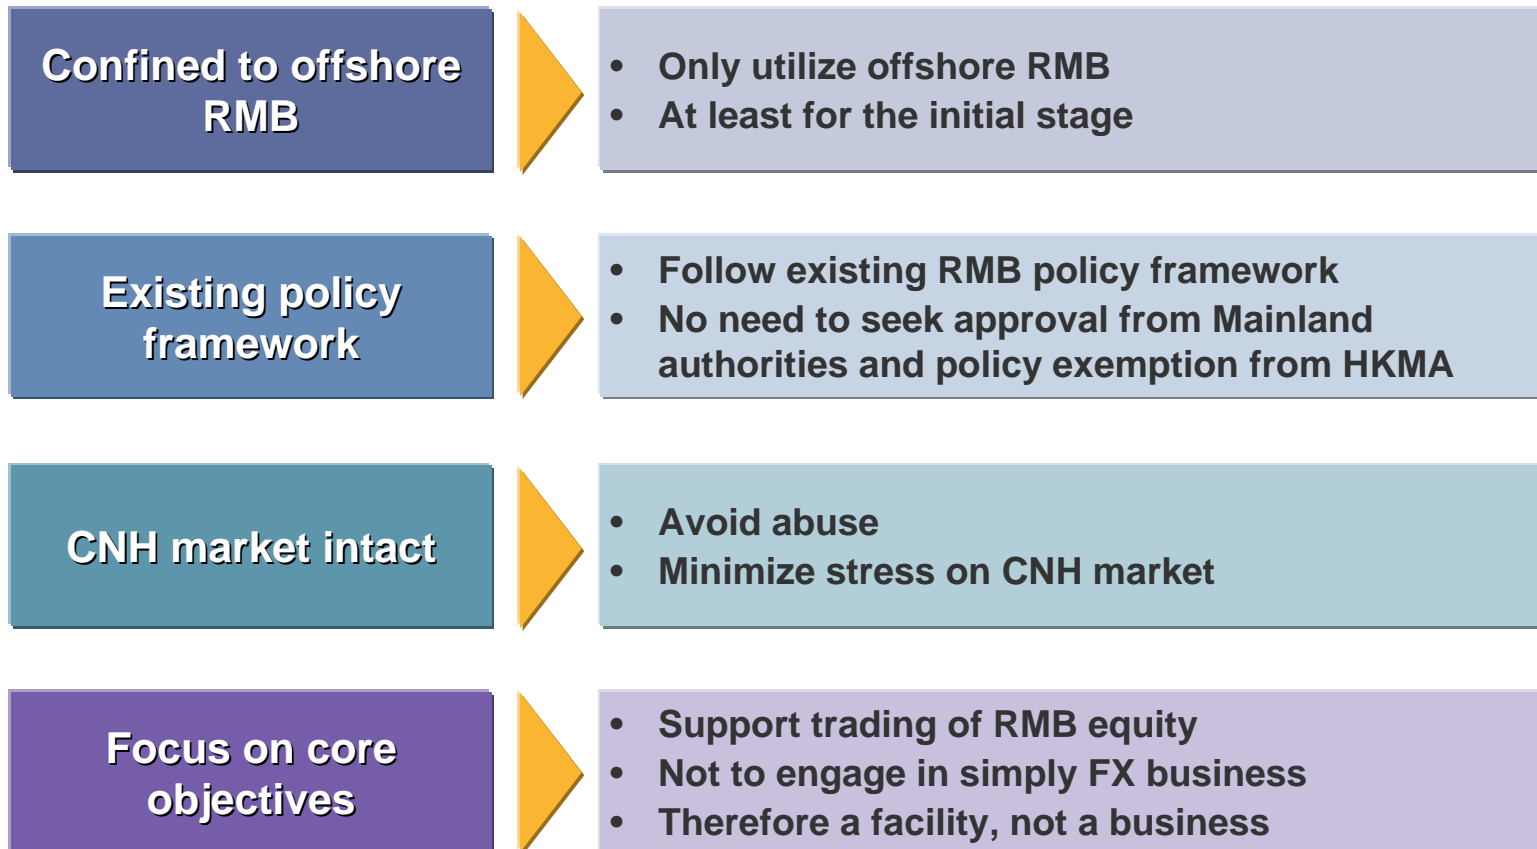 Confined to offshore
RMB
• Only utilize offshore RMB
• At least for the initial stage
Existing policy
framework
• Follow existing RMB policy framework
• No need to seek approval from Mainland
authorities and policy exemption from HKMA
CNH market intact
• Avoid abuse
• Minimize stress on CNH market
Focus on core
objectives
• Support trading of RMB equity
• Not to engage in simply FX business
• Therefore a facility, not a business